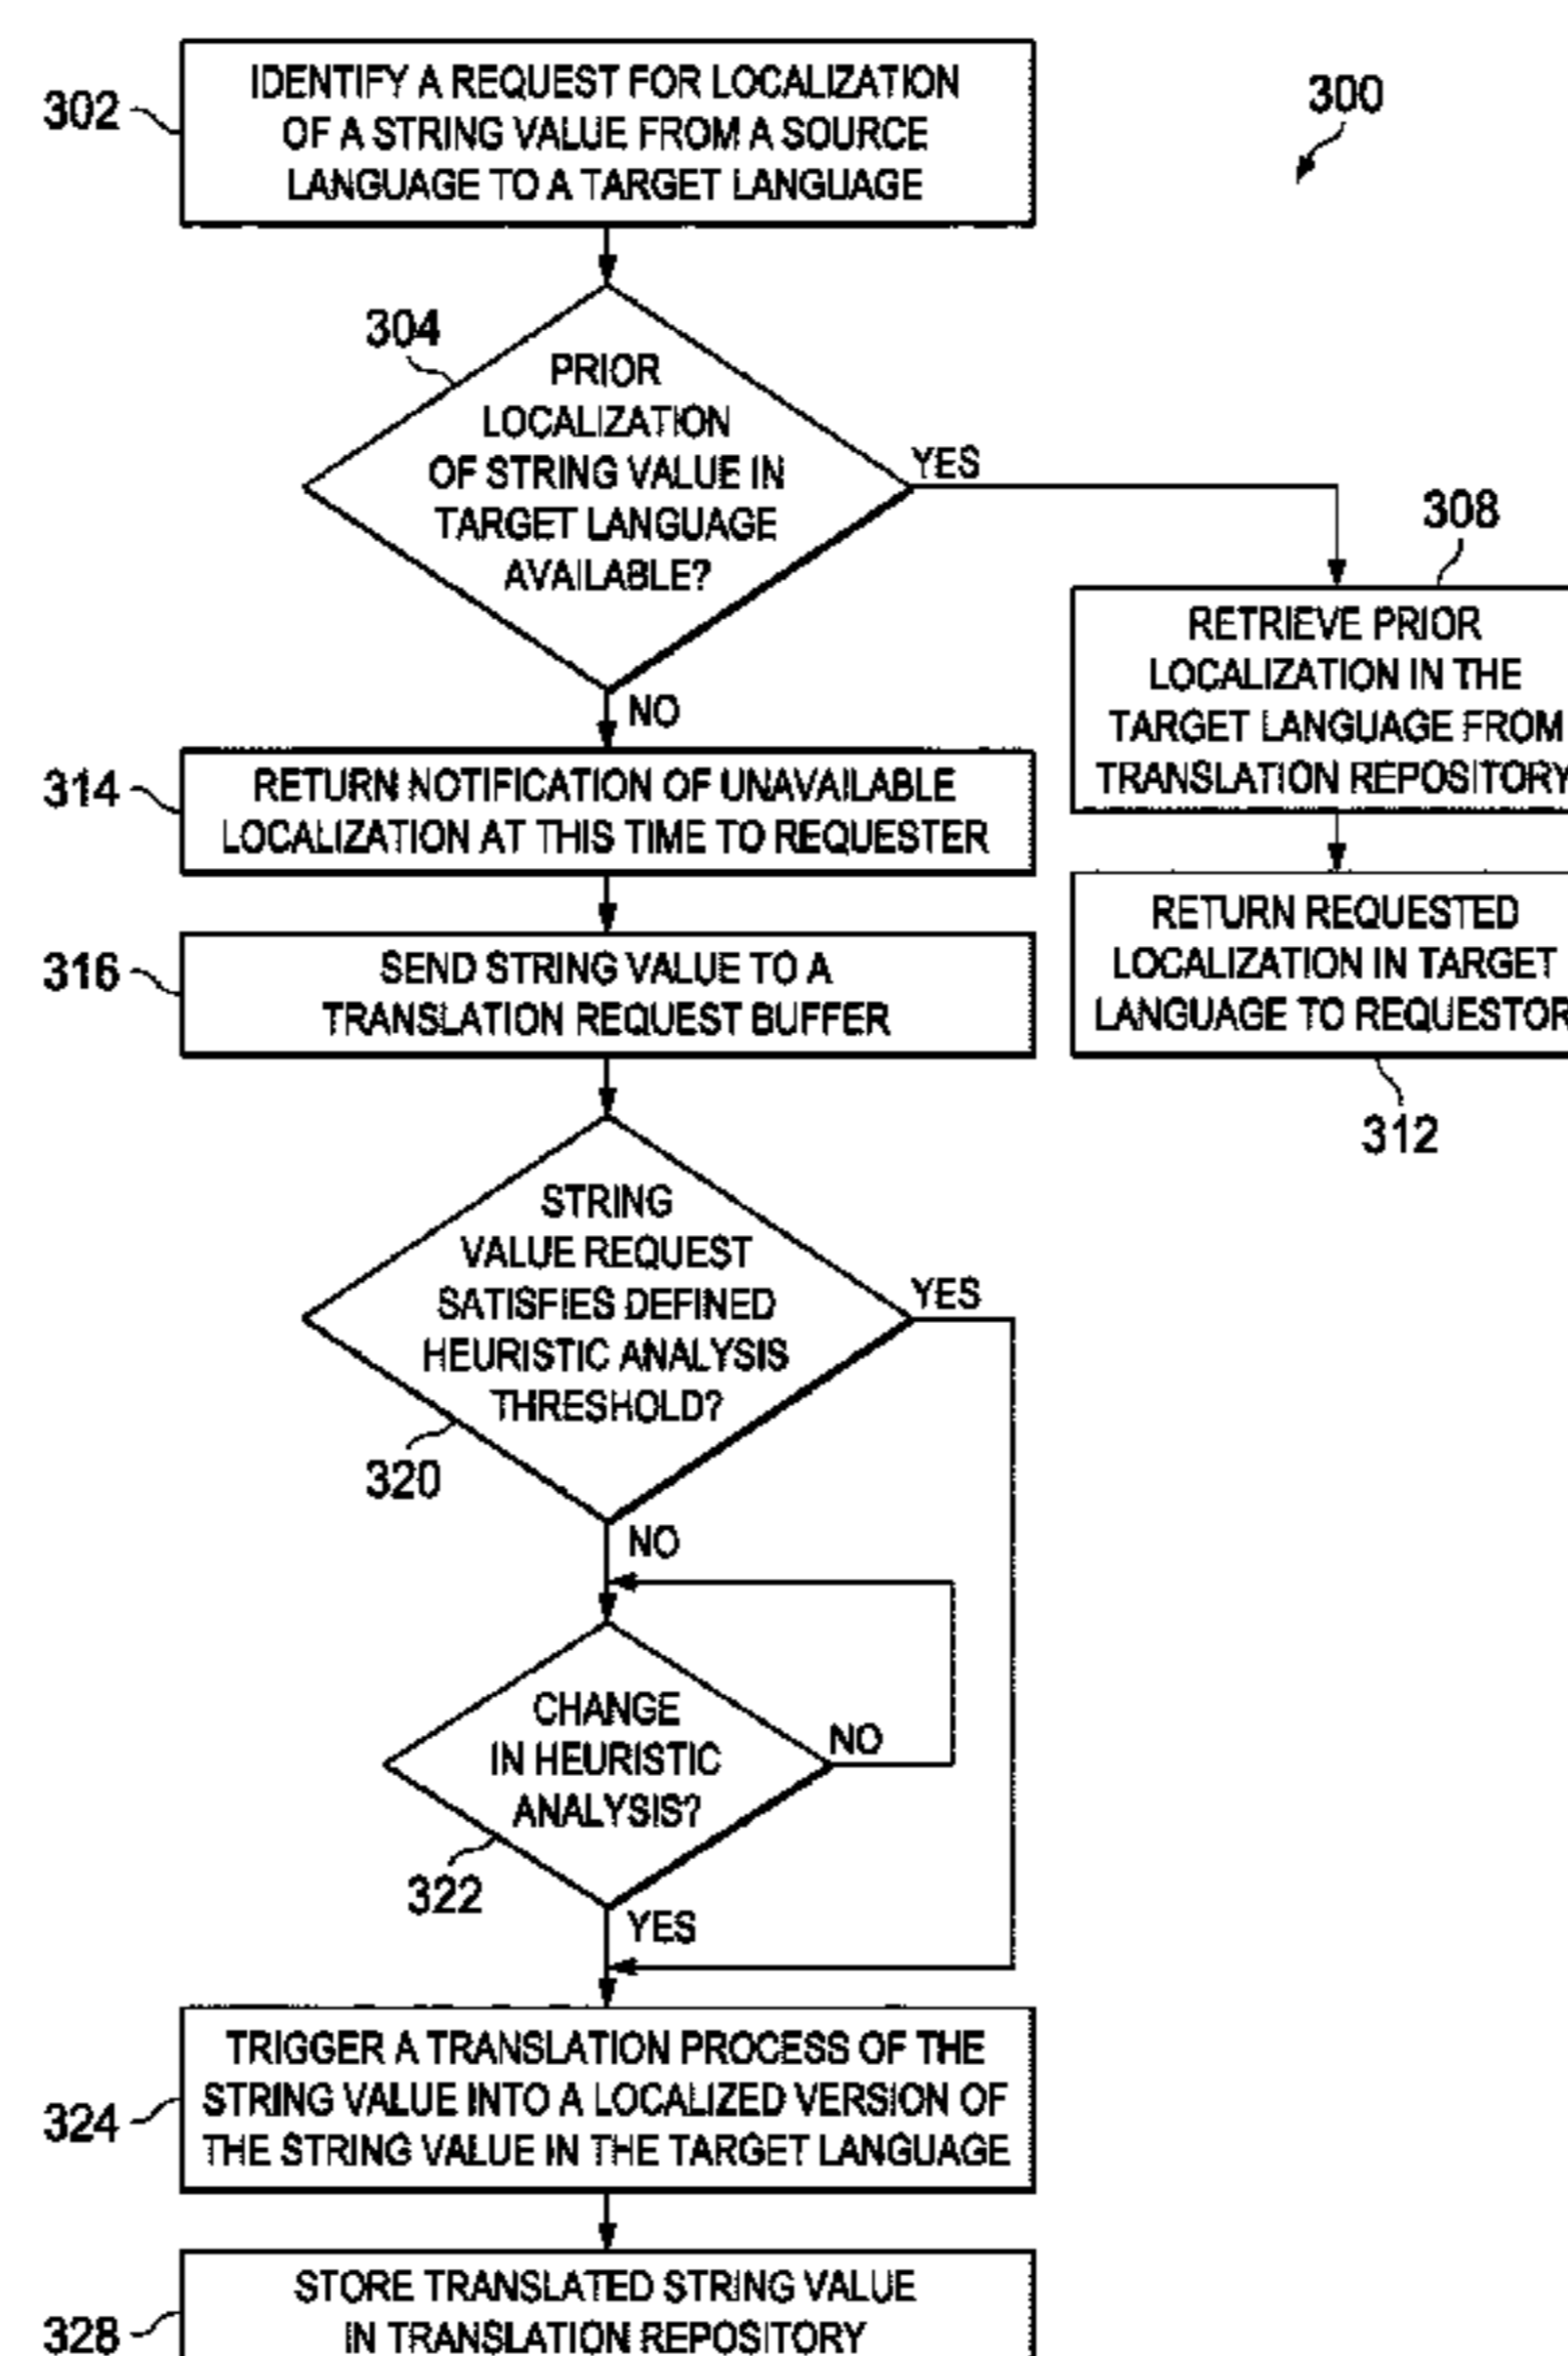 300
302
IDENTIFY A REQUEST FOR LOCALIZATION
OF A STRING VALUE FROM A SOURCE
LANGUAGE TO A TARGET LANGUAGE
304
PRIOR
LOCALIZATION
OF STRING VALUE IN
TARGET LANGUAGE
AVAILABLE?
YES
NO
308
RETRIEVE PRIOR
LOCALIZATION IN THE
TARGET LANGUAGE FROM
TRANSLATION REPOSITORY
RETURN REQUESTED
LOCALIZATION IN TARGET
LANGUAGE TO REQUESTOR
312
314
RETURN NOTIFICATION OF UNAVAILABLE
LOCALIZATION AT THIS TIME TO REQUESTER
316
SEND STRING VALUE TO A
TRANSLATION REQUEST BUFFER
STRING
VALUE REQUEST
SATISFIES DEFINED
HEURISTIC ANALYSIS
THRESHOLD?
YES
320
NO
CHANGE
IN HEURISTIC
ANALYSIS?
NO
322
YES
324
TRIGGER A TRANSLATION PROCESS OF THE
STRING VALUE INTO A LOCALIZED VERSION OF
THE STRING VALUE IN THE TARGET LANGUAGE
328
STORE TRANSLATED STRING VALUE
IN TRANSLATION REPOSITORY